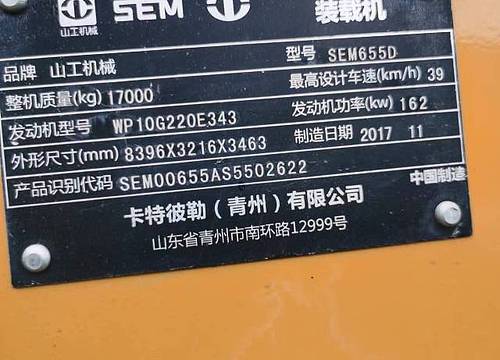 山工机械 SEM 装载机
品牌 山工机械 型号 SEM655D
整机质量(kg) 17000 最高设计车速(km/h) 39
发动机型号 WP10G220E343 发动机功率(kw) 162
外形尺寸(mm) 8396X3216X3463 制造日期 2017 11
产品识别代码 SEM00655AS5502622 中国制造
卡特彼勒(青州)有限公司
山东省青州市南环路12999号